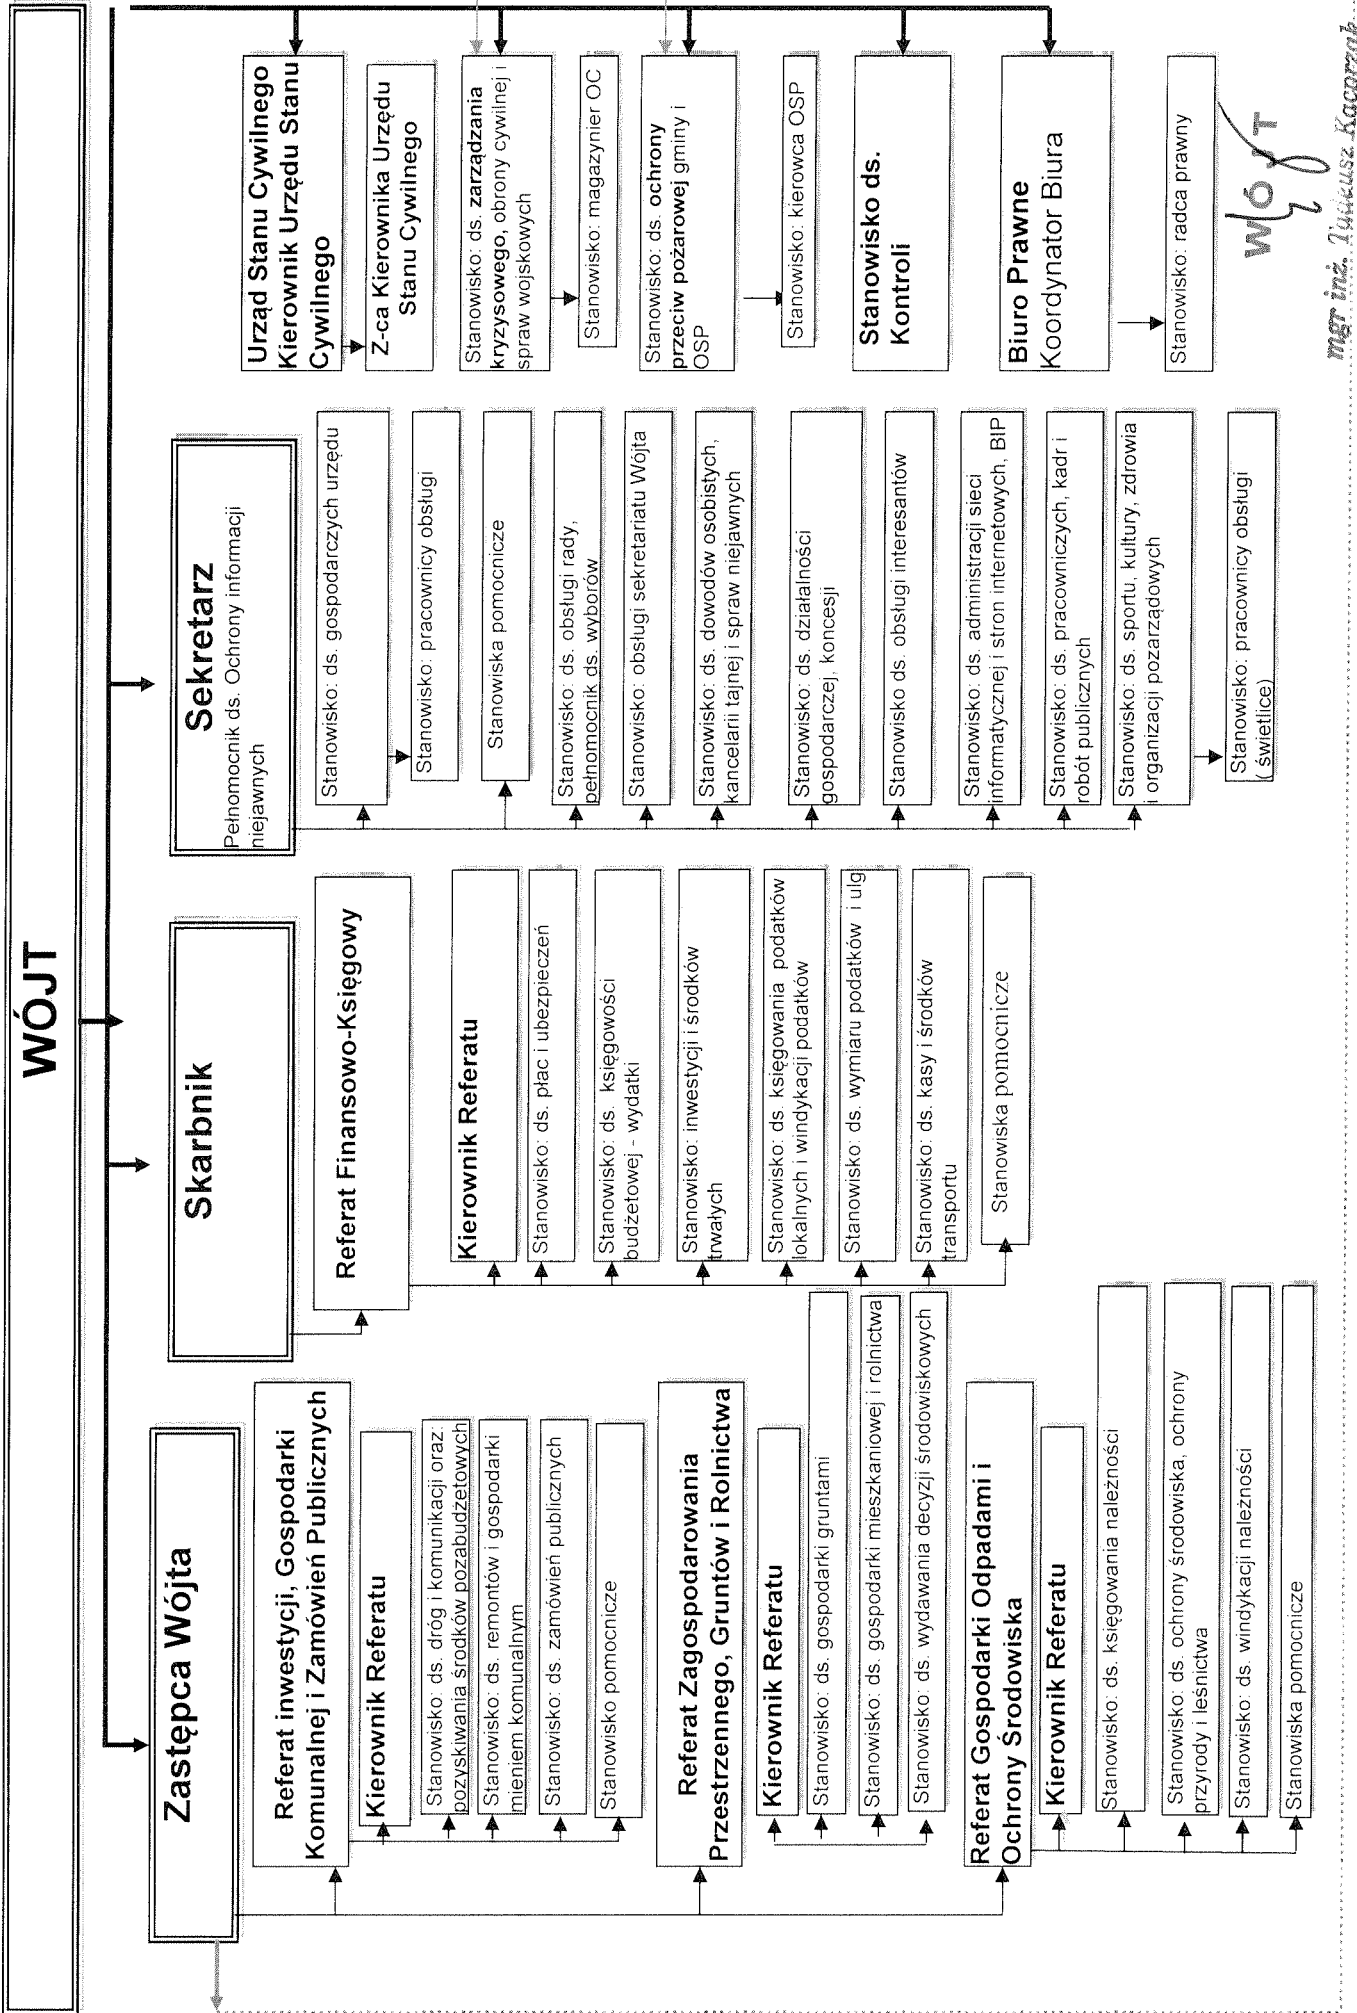 WÓJT
Zastępca Wójta
Referat inwestycji, Gospodarki
Komunalnej i Zamówień Publicznych
Kierownik Referatu
Stanowisko: ds. dróg i komunikacji oraz:
pozyskiwania środków pozabudżetowych
Stanowisko: ds. remontów i gospodarki
mieniem komunalnym
Stanowisko: ds. zamówień publicznych
Stanowisko pomocnicze
Referat Zagospodarowania
Przestrzennego, Gruntów i Rolnictwa
Kierownik Referatu
Stanowisko: ds. gospodarki gruntami
Stanowisko: ds. gospodarki mieszkaniowej i rolnictwa
Stanowisko: ds. wydawania decyzji środowiskowych
Referat Gospodarki Odpadami i
Ochrony Środowiska
Kierownik Referatu
Stanowisko: ds. księgowania należności
Stanowisko: ds. ochrony środowiska, ochrony
przyrody i leśnictwa
Stanowisko: ds. windykacji należności
Stanowiska pomocnicze
Skarbnik
Referat Finansowo-Księgowy
Kierownik Referatu
Stanowisko: ds. płac i ubezpieczeń
Stanowisko: ds. księgowości
budżetowej - wydatki
Stanowisko: inwestycji i środków
trwałych
Stanowisko: ds. księgowania podatków
lokalnych i windykacji podatków
Stanowisko: ds. wymiaru podatków i ulg
Stanowisko: ds. kasy i środków
transportu
Stanowiska pomocnicze
Sekretarz
Pełnomocnik ds. Ochrony informacji
niejawnych
Stanowisko: ds. gospodarczych urzędu
Stanowisko: pracownicy obsługi
Stanowiska pomocnicze
Stanowisko: ds. obsługi rady,
pełnomocnik ds. wyborów
Stanowisko: obsługi sekretariatu Wójta
Stanowisko: ds. dowodów osobistych,
kancelarii tajnej i spraw niejawnych
Stanowisko: ds. działalności
gospodarczej, koncesji
Stanowisko ds. obsługi interesantów
Stanowisko: ds. administracji sieci
informatycznej i stron internetowych, BIP
Stanowisko: ds. pracowniczych, kadr i
robót publicznych
Stanowisko: ds. sportu, kultury, zdrowia
i organizacji pozarządowych
Stanowisko: pracownicy obsługi
( świetlice)
Urząd Stanu Cywilnego
Kierownik Urzędu Stanu
Cywilnego
Z-ca Kierownika Urzędu
Stanu Cywilnego
Stanowisko: ds. zarządzania
kryzysowego, obrony cywilnej i
spraw wojskowych
Stanowisko: magazynier OC
Stanowisko: ds. ochrony
przeciw pożarowej gminy i
OSP
Stanowisko: kierowca OSP
Stanowisko ds.
Kontroli
Biuro Prawne
Koordynator Biura
Stanowisko: radca prawny
WÓJT
mgr inż. Tadeusz Kaczmarek